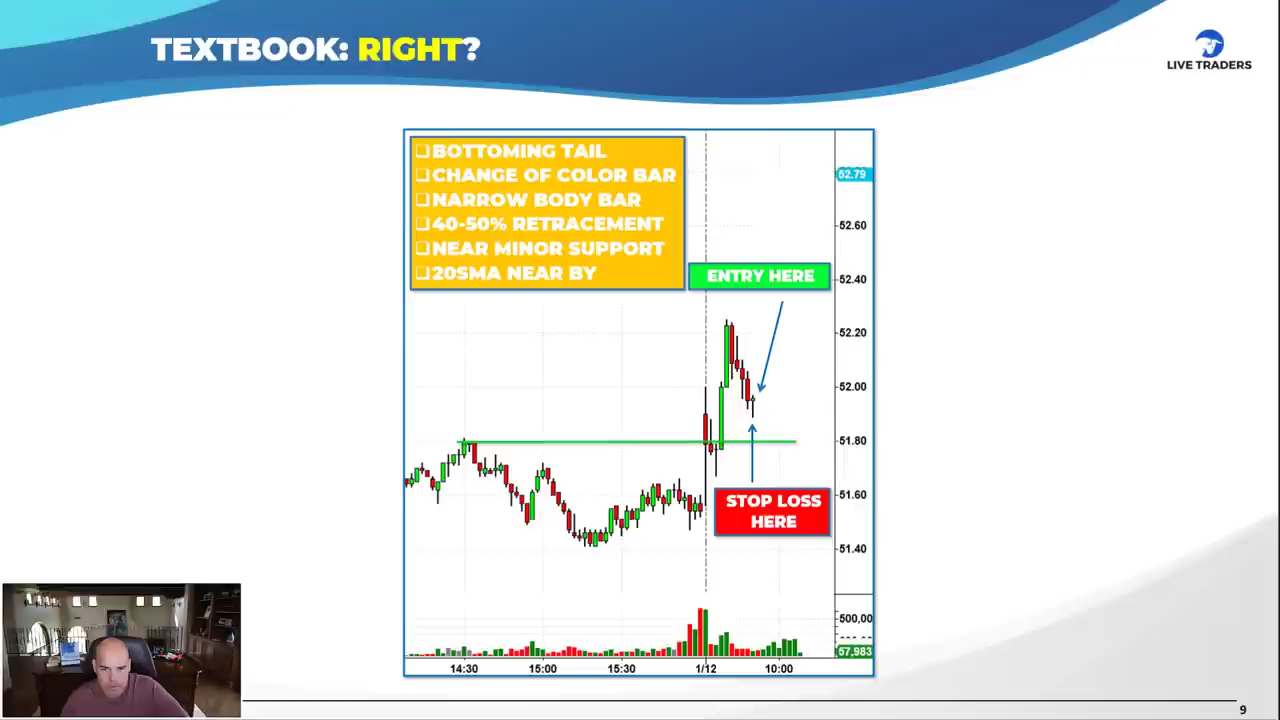 TEXTBOOK: RIGHT?
LIVE TRADERS
❑BOTTOMING TAIL
❑CHANGE OF COLOR BAR
❑NARROW BODY BAR
❑40-50% RETRACEMENT
❑NEAR MINOR SUPPORT
❑20SMA NEAR BY
52.79
52.60
ENTRY HERE
52.40
52.20
52.00
51.80
51.60
STOP LOSS
HERE
51.40
500,00
57,983
14:30
15:00
15:30
1/12
10:00
9